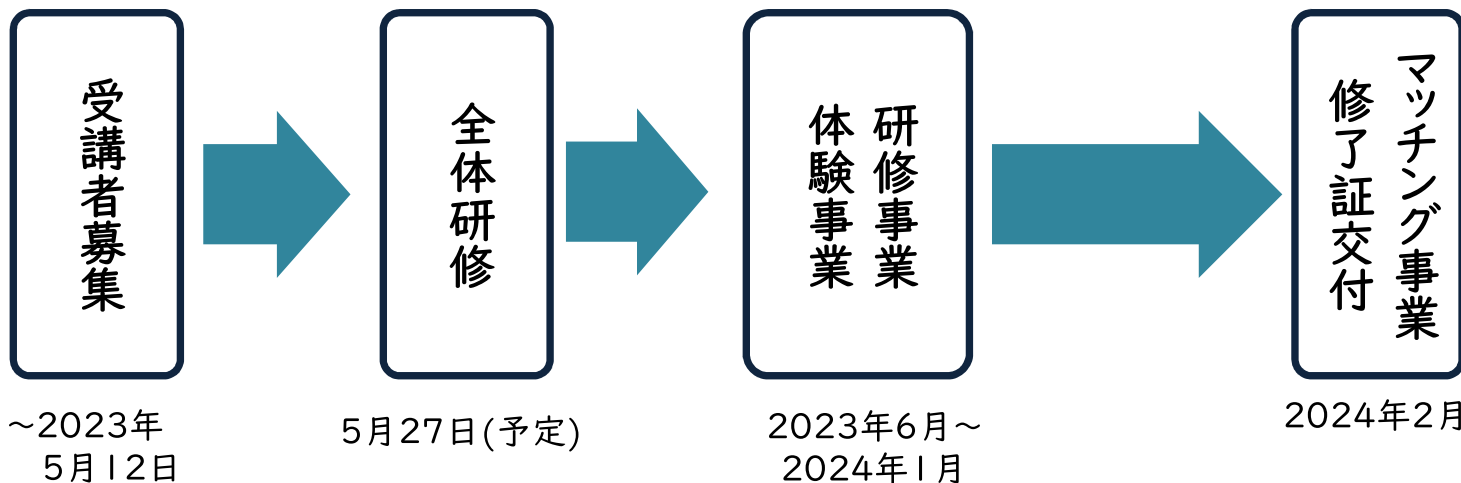 受講者募集
～2023年
5月12日
全体研修
5月27日(予定)
研修事業
体験事業
2023年6月～
2024年1月
マッチング事業
修了証交付
2024年2月